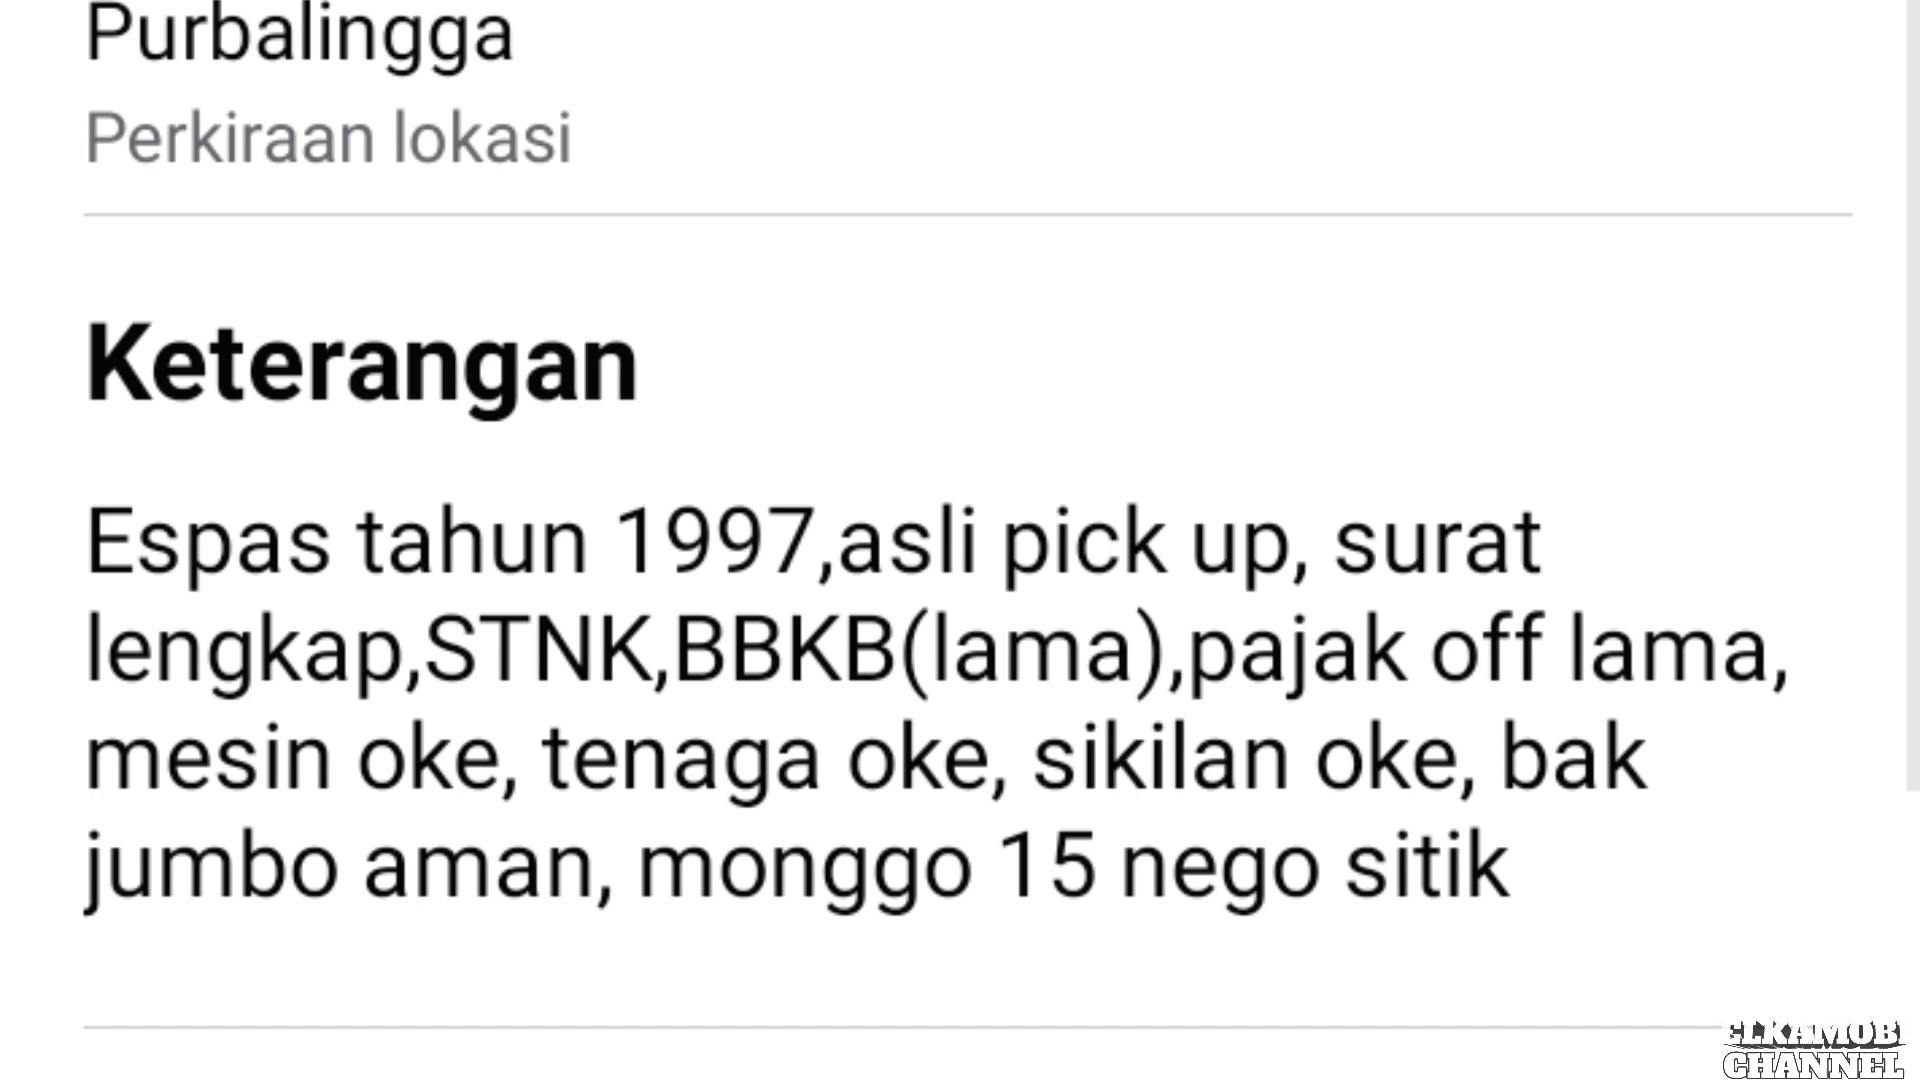 Purbalingga
Perkiraan lokasi
Keterangan
Espas tahun 1997,asli pick up, surat
lengkap,STNK,BBKB(lama),pajak off lama,
mesin oke, tenaga oke, sikilan oke, bak
jumbo aman, monggo 15 nego sitik
ELKAMOBI
CHANNEL